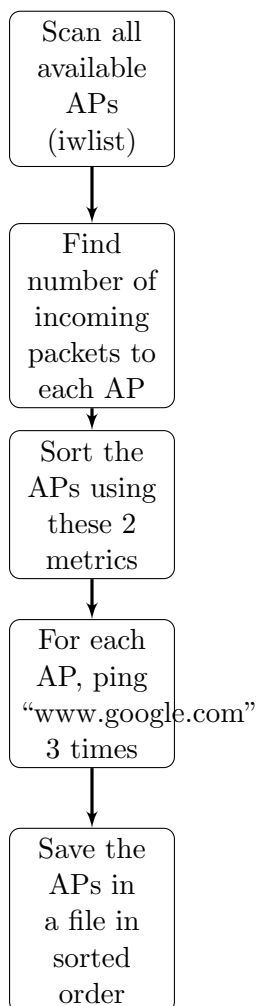 Scan all
available
APs
(iwlist)
Find
number of
incoming
packets to
each AP
Sort the
APs using
these 2
metrics
For each
AP, ping
“www.google.com”
3 times
Save the
APs in
a file in
sorted
order